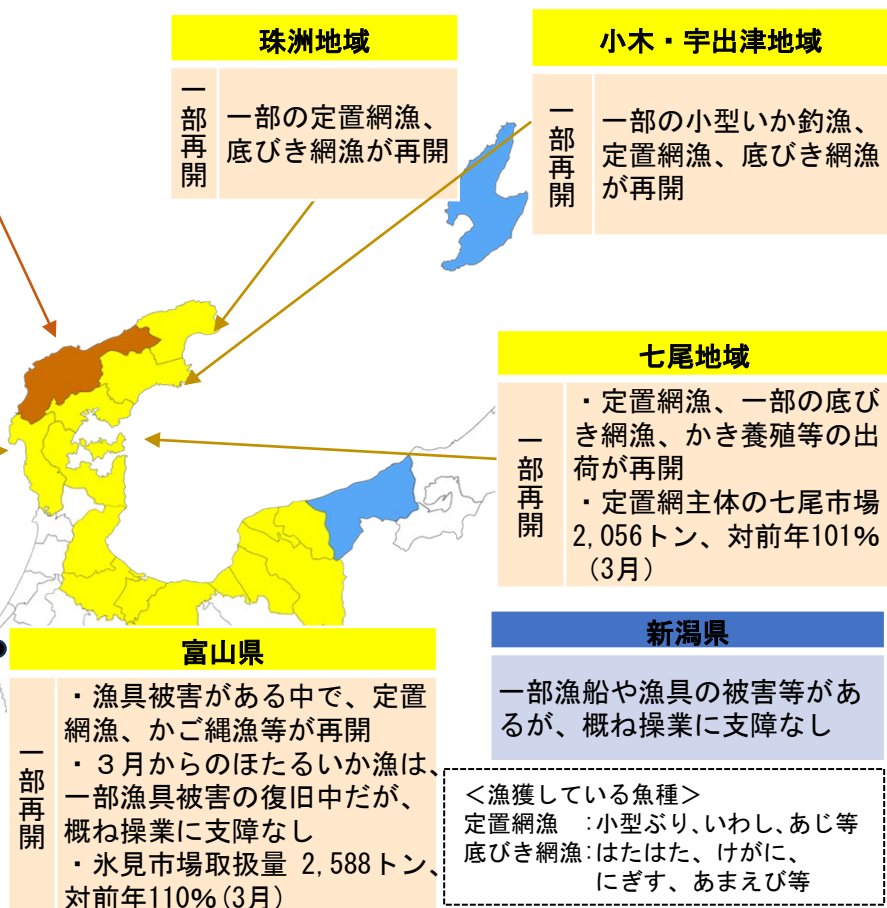 珠洲地域
一部再開
一部の定置網漁、
底びき網漁が再開
小木・宇出津地域
一部再開
一部の小型いか釣漁、
定置網漁、底びき網漁
が再開
七尾地域
一部再開
・定置網漁、一部の底び
き網漁、かき養殖等の出
荷が再開
・定置網主体の七尾市場
2,056トン、対前年101%
(3月)
富山県
一部再開
・漁具被害がある中で、定置
網漁、かご縄漁等が再開
・３月からのほたるいか漁は、
一部漁具被害の復旧中だが、
概ね操業に支障なし
・氷見市場取扱量 2,588トン、
対前年110%(3月)
新潟県
一部漁船や漁具の被害等があ
るが、概ね操業に支障なし
＜漁獲している魚種＞
定置網漁　：小型ぶり、いわし、あじ等
底びき網漁：はたはた、けがに、
にぎす、あまえび等